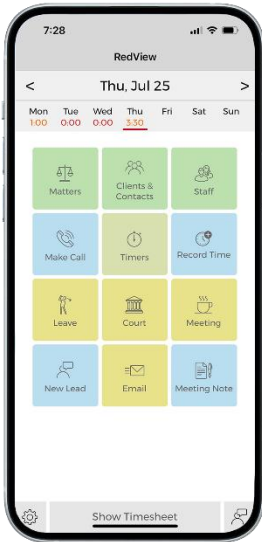 7:28
RedView
< Thu, Jul 25 >
Mon Tue Wed Thu Fri Sat Sun
1:00 0:00 0:00 3:30
Matters
Clients &
Contacts
Staff
Make Call
Timers
Record Time
Leave
Court
Meeting
New Lead
Email
Meeting Note
Show Timesheet